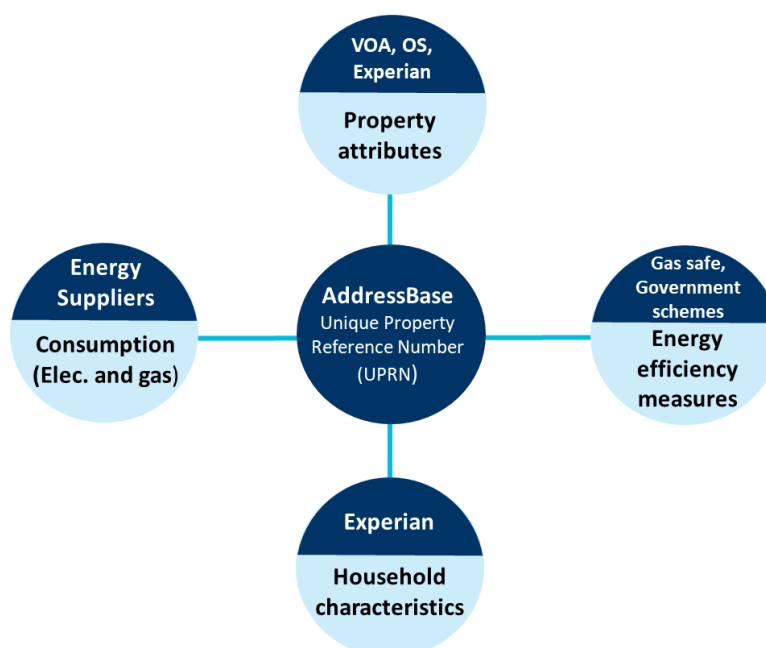 VOA, OS,
Experian
Property
attributes
Energy
Suppliers
Consumption
(Elec. and gas)
AddressBase
Unique Property
Reference Number
(UPRN)
Gas safe,
Government
schemes
Energy
efficiency
measures
Experian
Household
characteristics